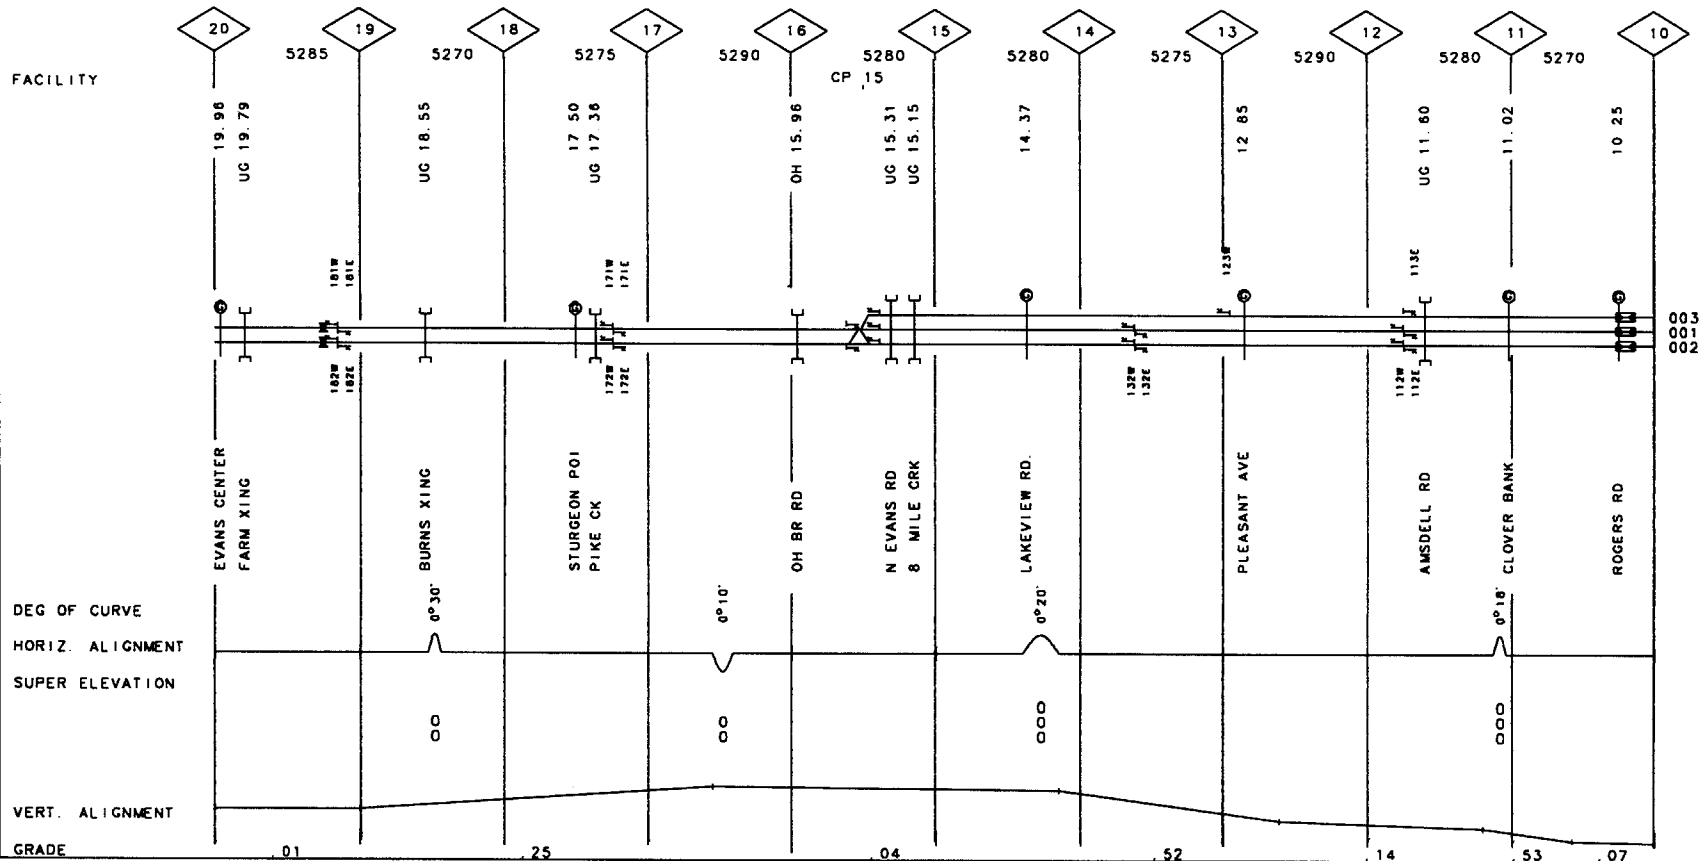 20 19 18 17 16 15 14 13 12 11 10
5285 5270 5275 5290 5280 5280 5275 5290 5280 5270
FACILITY
CP 15
19.98
UG 19.79
UG 18.55
17 50
UG 17.38
OH 15.96
UG 15.31
UG 15.15
14.37
12 85
UG 11.60
11.02
10 25
181W
181E
171W
171E
123W
113E
G G G G G G
003
001
002
182W
182E
172W
172E
132W
132E
112W
112E
EVANS CENTER
FARM XING
BURNS XING
STURGEON POI
PIKE CK
OH BR RD
N EVANS RD
8 MILE CRK
LAKEVIEW RD.
PLEASANT AVE
AMSDELL RD
CLOVER BANK
ROGERS RD
DEG OF CURVE
0°30' 0°10' 0°20' 0°18'
HORIZ. ALIGNMENT
SUPER ELEVATION
0 0 0 0
0 0 0 0
0 0
VERT. ALIGNMENT
GRADE .01 .25 .04 .52 .14 .53 .07